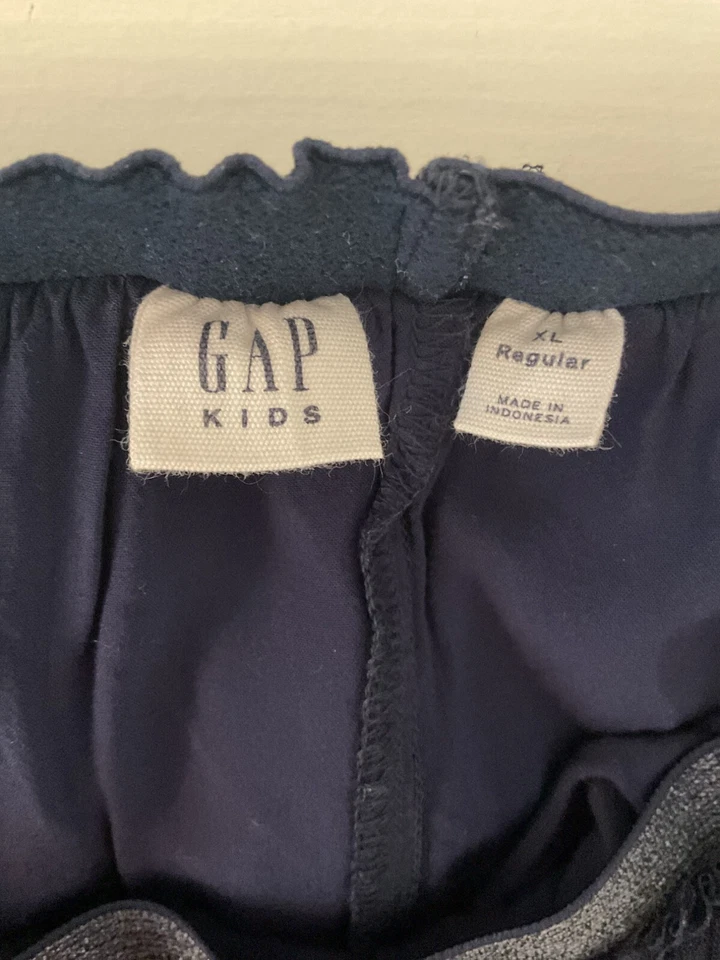 GAP
KIDS
XL
Regular
MADE IN
INDONESIA